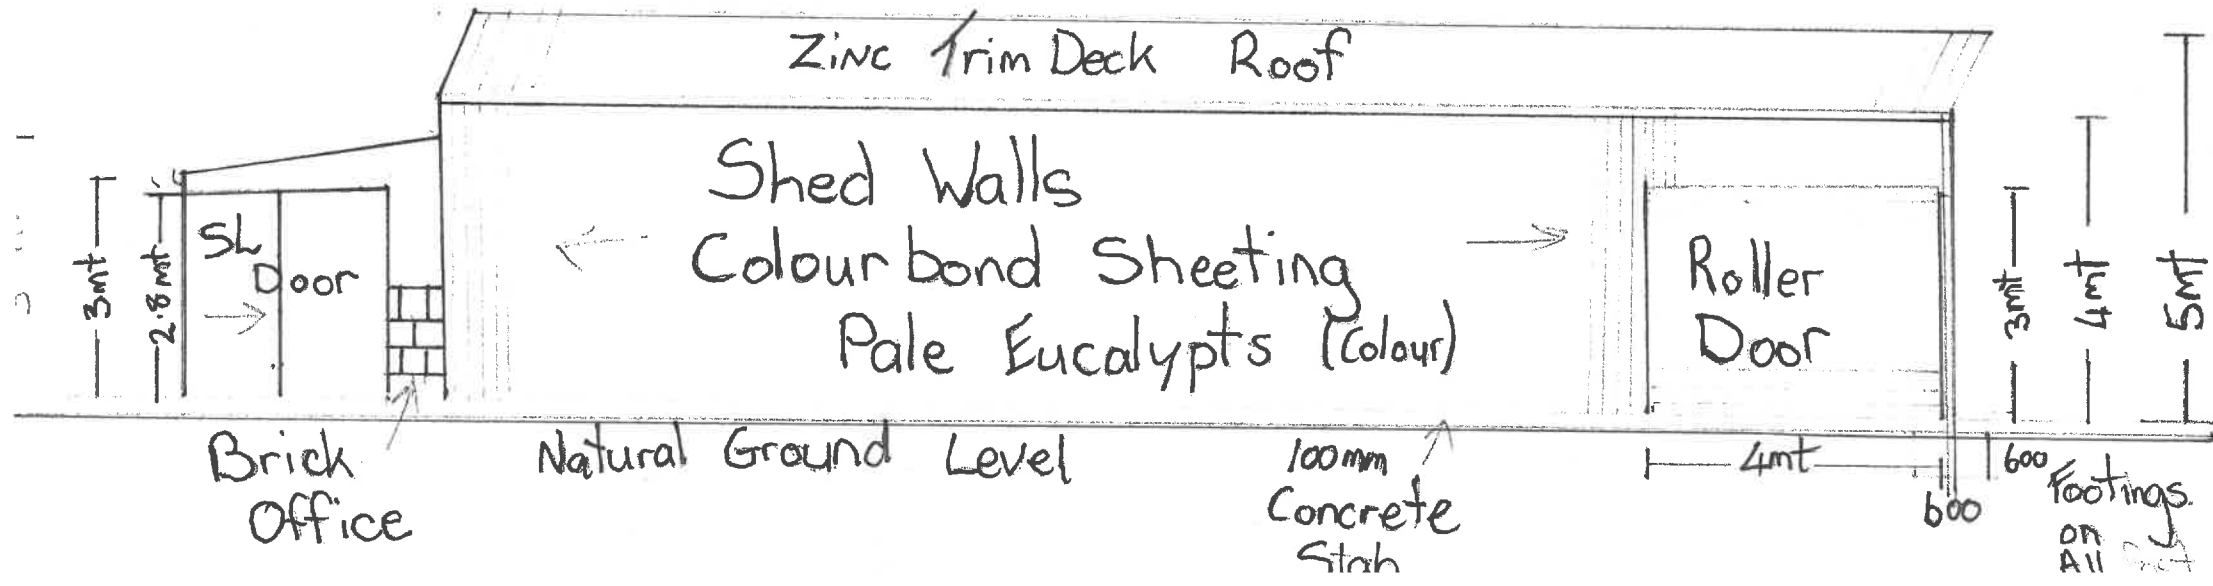 Zinc Trim Deck Roof
Shed Walls
Colourbond Sheeting
Pale Eucalypts (Colour)
3mt
2.8mt
SL
Door
Roller
Door
3mt
4mt
5mt
Brick
Office
Natural Ground Level
100mm
Concrete
Slab
4mt
600
600
Footings
on
All